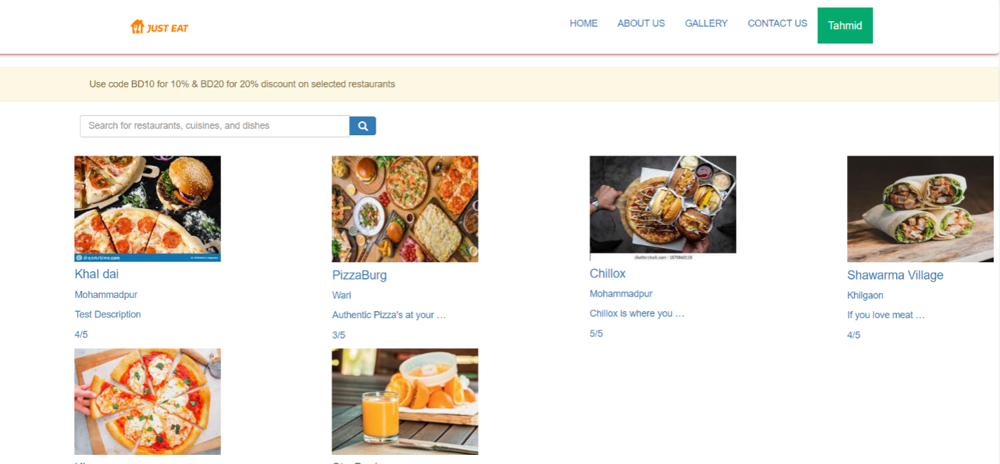 JUST EAT
HOME ABOUT US GALLERY CONTACT US Tahmid
Use code BD10 for 10% & BD20 for 20% discount on selected restaurants
Search for restaurants, cuisines, and dishes
dreamstime.com
shutterstock.com · 1870860118
Khal dai
Mohammadpur
Test Description
4/5
PizzaBurg
Wari
Authentic Pizza's at your …
3/5
Chillox
Mohammadpur
Chillox is where you …
5/5
Shawarma Village
Khilgaon
If you love meat …
4/5